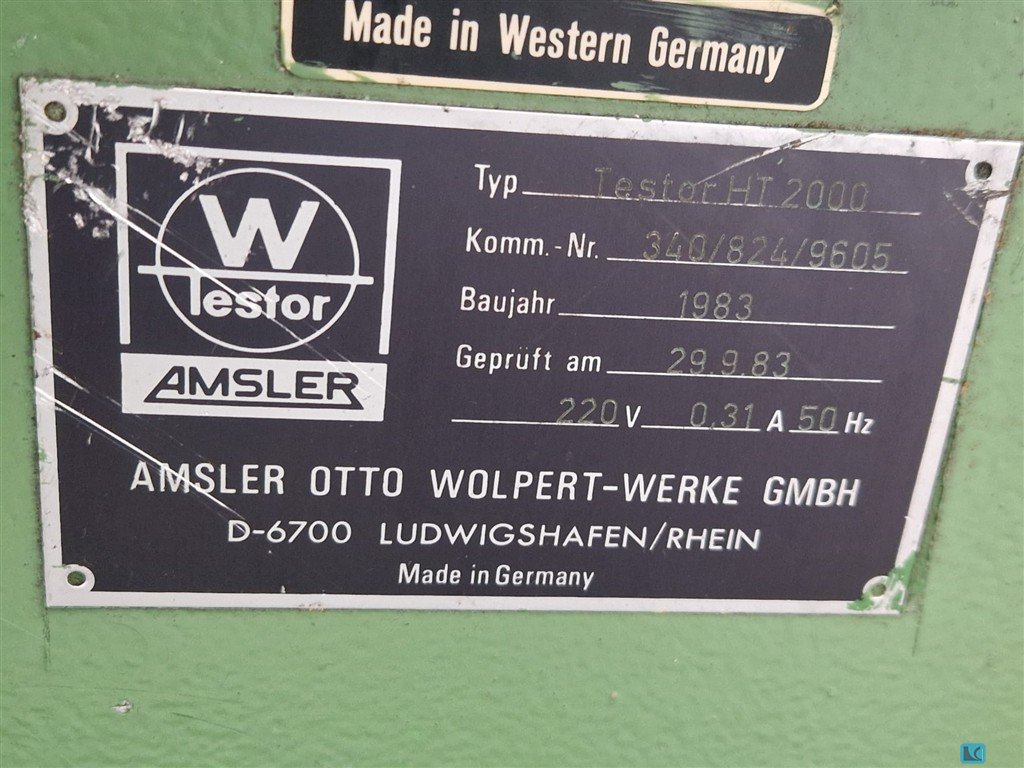 Made in Western Germany
W
Testor
AMSLER
Typ Testor HT 2000
Komm.-Nr. 340/824/9605
Baujahr 1983
Geprüft am 29.9.83
220 V 0,31 A 50 Hz
AMSLER OTTO WOLPERT-WERKE GMBH
D-6700 LUDWIGSHAFEN/RHEIN
Made in Germany